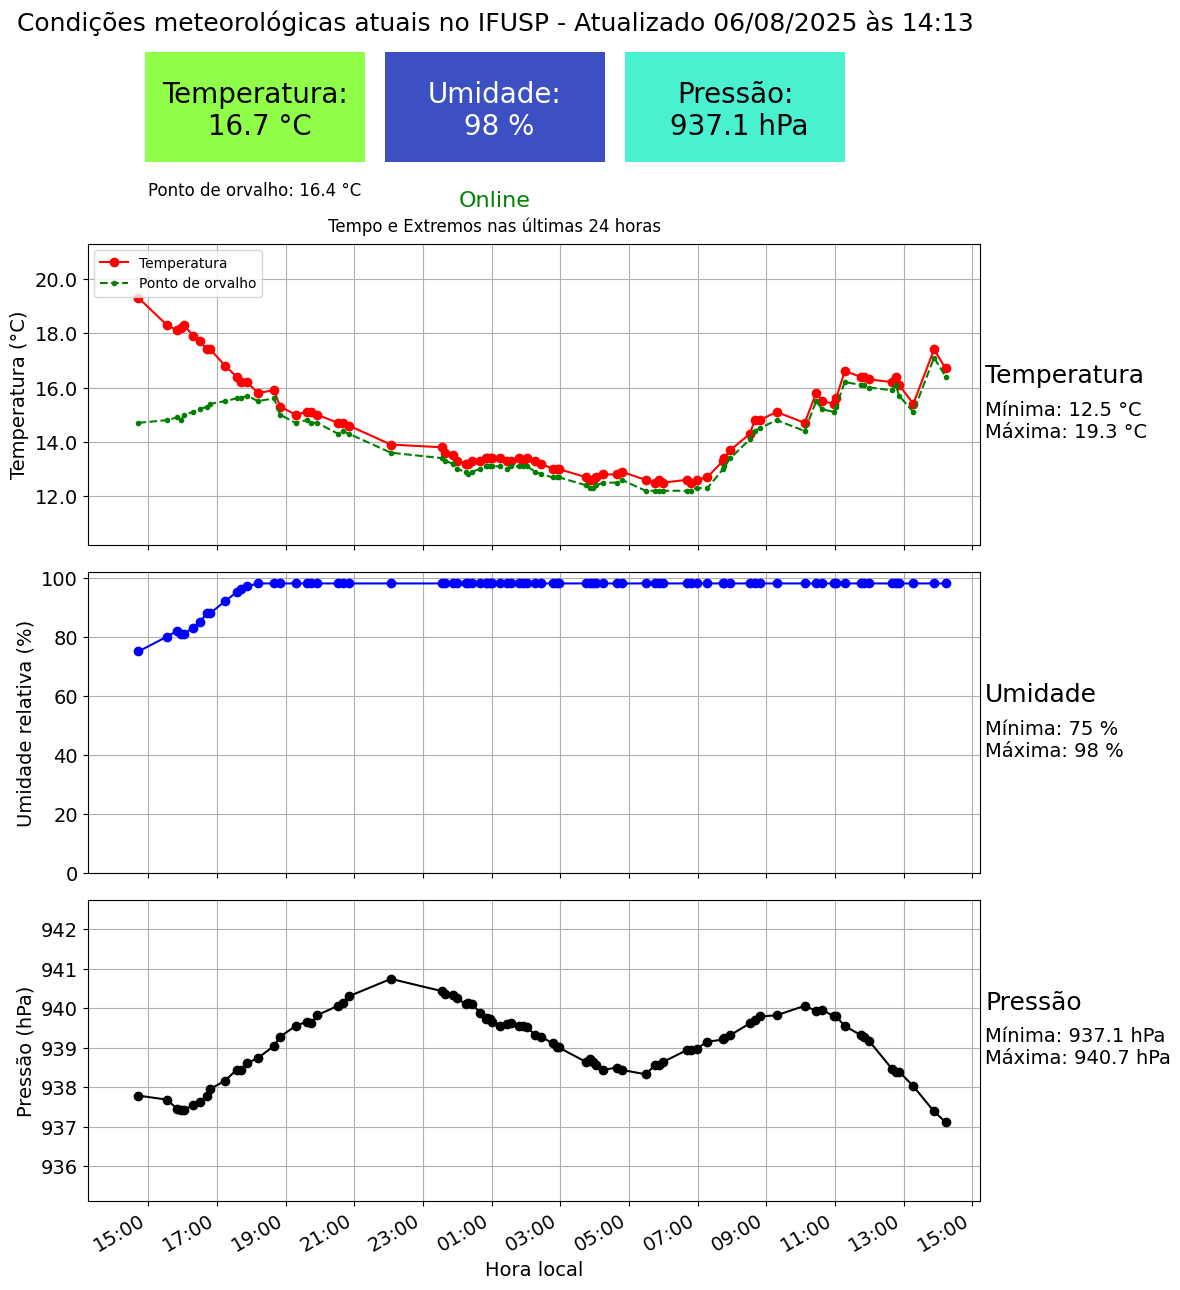 Condições meteorológicas atuais no IFUSP - Atualizado 06/08/2025 às 14:13
Temperatura:
16.7 °C
Umidade:
98 %
Pressão:
937.1 hPa
Ponto de orvalho: 16.4 °C
Online
Tempo e Extremos nas últimas 24 horas
Temperatura
Ponto de orvalho
Temperatura (°C)
20.0
18.0
16.0
14.0
12.0
Temperatura
Mínima: 12.5 °C
Máxima: 19.3 °C
Umidade relativa (%)
100
80
60
40
20
0
Umidade
Mínima: 75 %
Máxima: 98 %
Pressão (hPa)
942
941
940
939
938
937
936
Pressão
Mínima: 937.1 hPa
Máxima: 940.7 hPa
15:00 17:00 19:00 21:00 23:00 01:00 03:00 05:00 07:00 09:00 11:00 13:00 15:00
Hora local